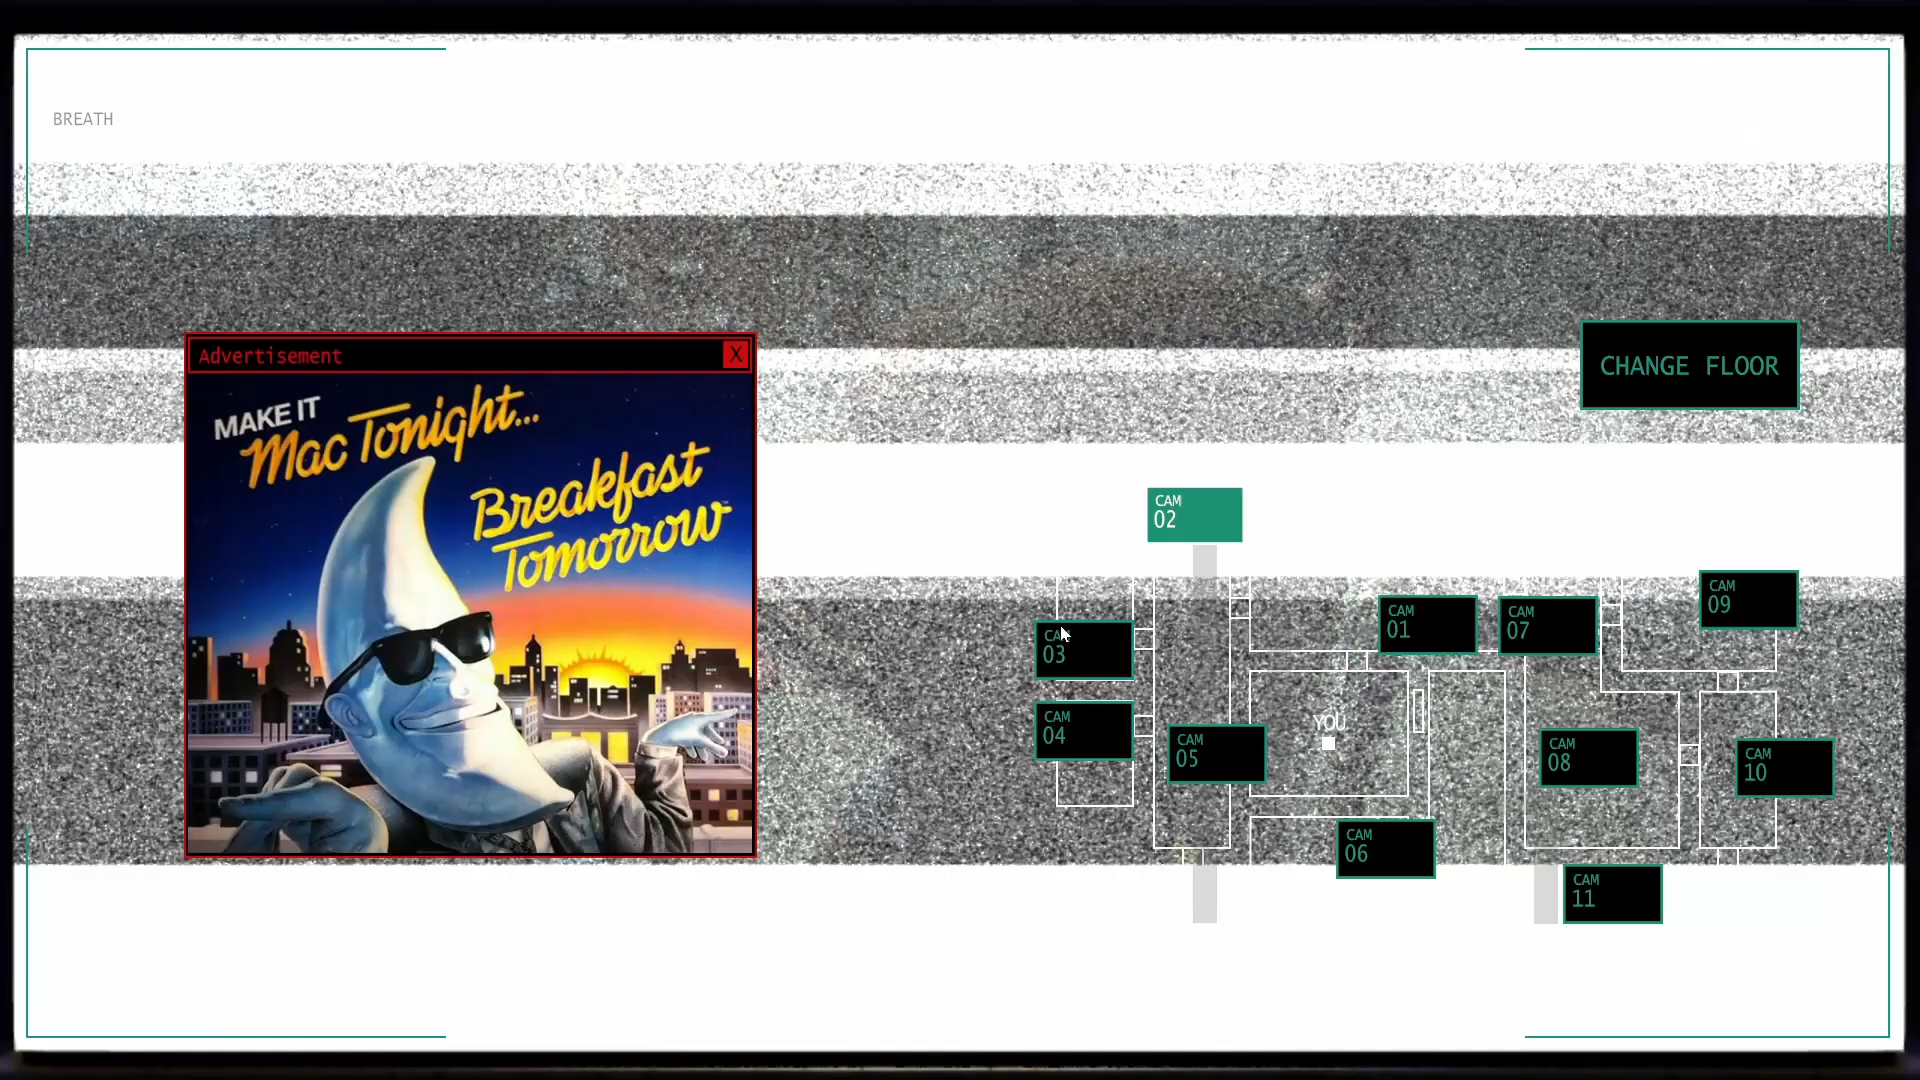 BREATH
Advertisement
X
MAKE IT
Mac Tonight...
Breakfast
Tomorrow
CHANGE FLOOR
CAM
02
CAM
09
CAM
01
CAM
07
CAM
03
CAM
04
YOU
CAM
05
CAM
08
CAM
10
CAM
06
CAM
11